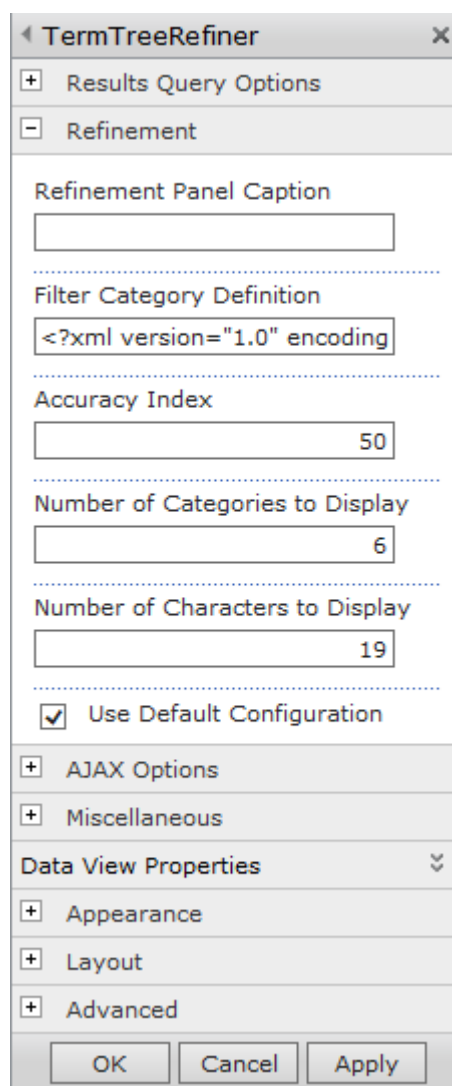 TermTreeRefiner
Results Query Options
Refinement
Refinement Panel Caption
Filter Category Definition
<?xml version="1.0" encoding
Accuracy Index
50
Number of Categories to Display
6
Number of Characters to Display
19
Use Default Configuration
AJAX Options
Miscellaneous
Data View Properties
Appearance
Layout
Advanced
OK Cancel Apply